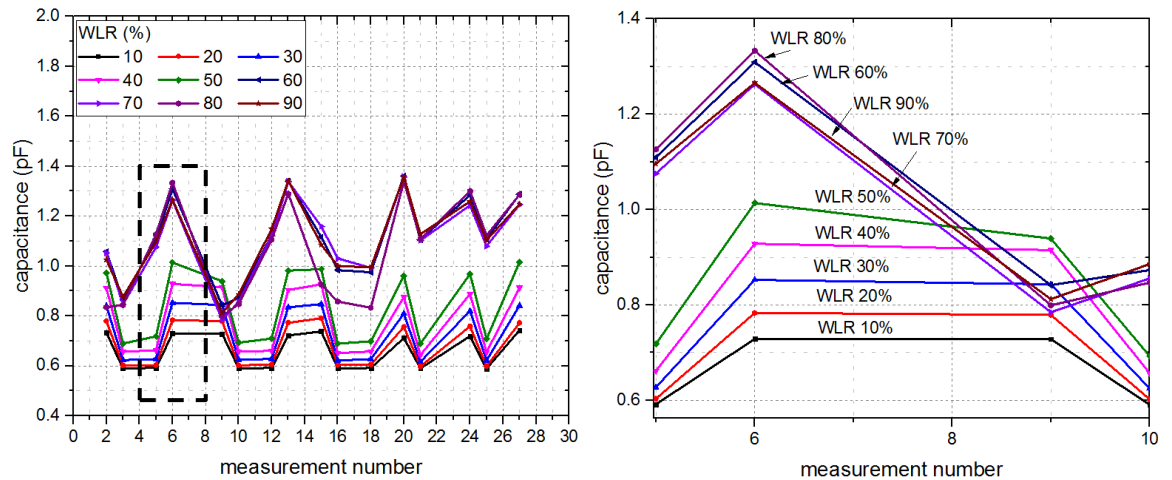 2.0
1.8
1.6
1.4
1.2
1.0
0.8
0.6
0.4
capacitance (pF)
WLR (%)
10 20 30
40 50 60
70 80 90
0 2 4 6 8 10 12 14 16 18 20 22 24 26 28 30
measurement number
1.4
1.2
1.0
0.8
0.6
capacitance (pF)
WLR 80%
WLR 60%
WLR 90%
WLR 70%
WLR 50%
WLR 40%
WLR 30%
WLR 20%
WLR 10%
6 8 10
measurement number